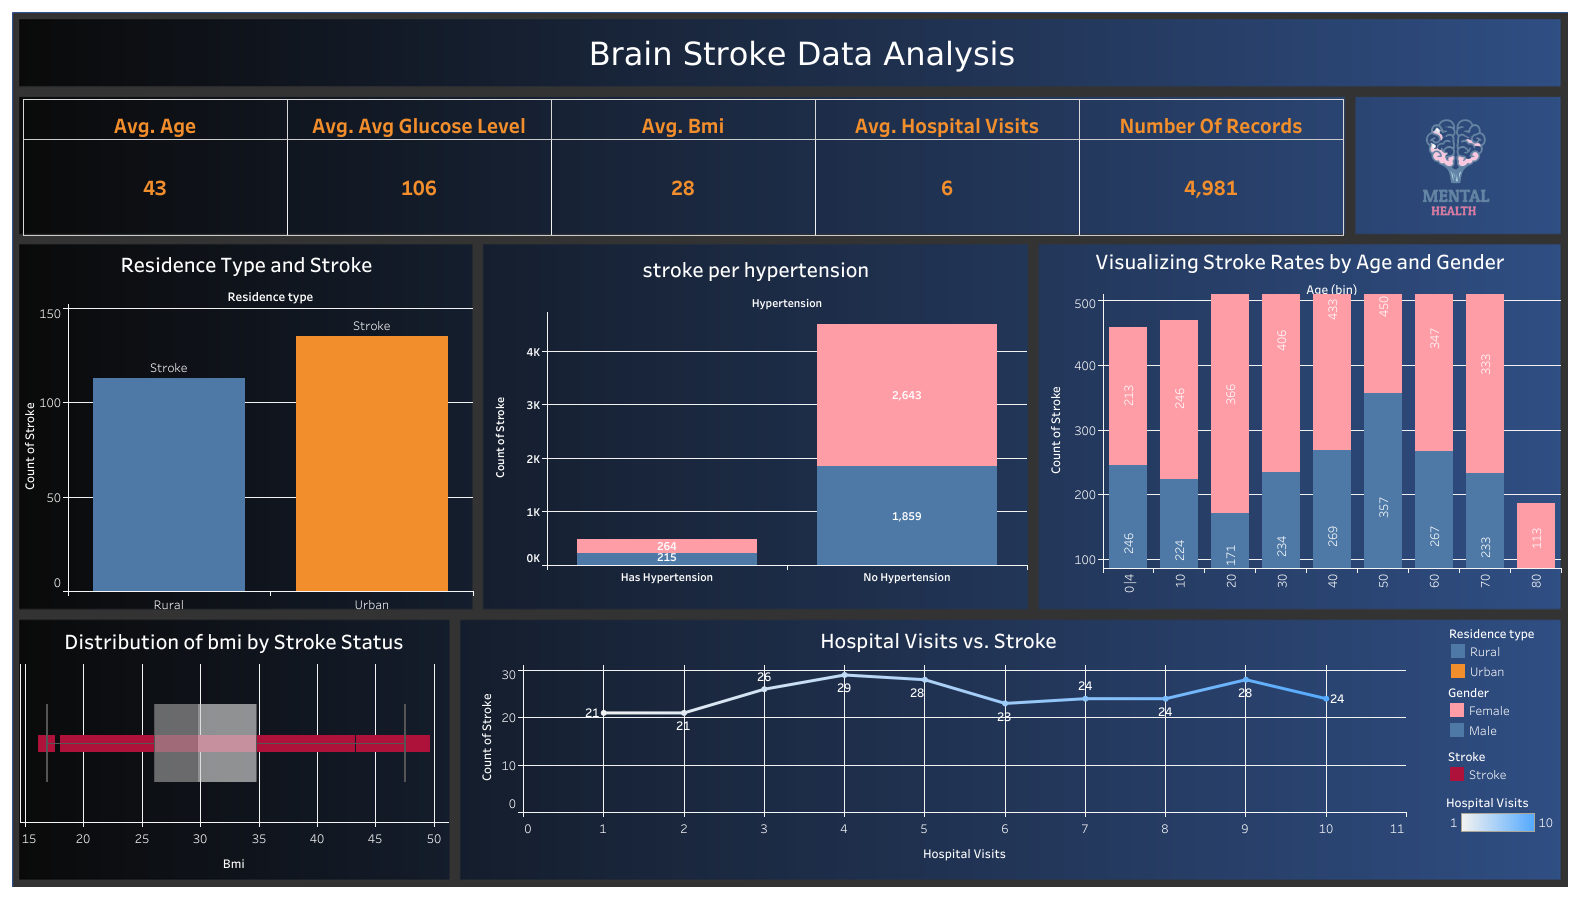 Brain Stroke Data Analysis
Avg. Age Avg. Avg Glucose Level Avg. Bmi Avg. Hospital Visits Number Of Records
43 106 28 6 4,981
MENTAL
HEALTH
Residence Type and Stroke
Residence type
150
100
50
0
Count of Stroke
Stroke
Stroke
Rural Urban
stroke per hypertension
Hypertension
4K
3K
2K
1K
0K
Count of Stroke
2,643
1,859
264
215
Has Hypertension No Hypertension
Visualizing Stroke Rates by Age and Gender
Age (bin)
500
400
300
200
100
Count of Stroke
213 246 366 406 433 450 347 333 113
246 224 171 234 269 357 267 233
0|4 10 20 30 40 50 60 70 80
Distribution of bmi by Stroke Status
15 20 25 30 35 40 45 50
Bmi
Hospital Visits vs. Stroke
30
20
10
0
Count of Stroke
21 21 26 29 28 23 24 24 28 24
0 1 2 3 4 5 6 7 8 9 10 11
Hospital Visits
Residence type
Rural
Urban
Gender
Female
Male
Stroke
Stroke
Hospital Visits
1 10